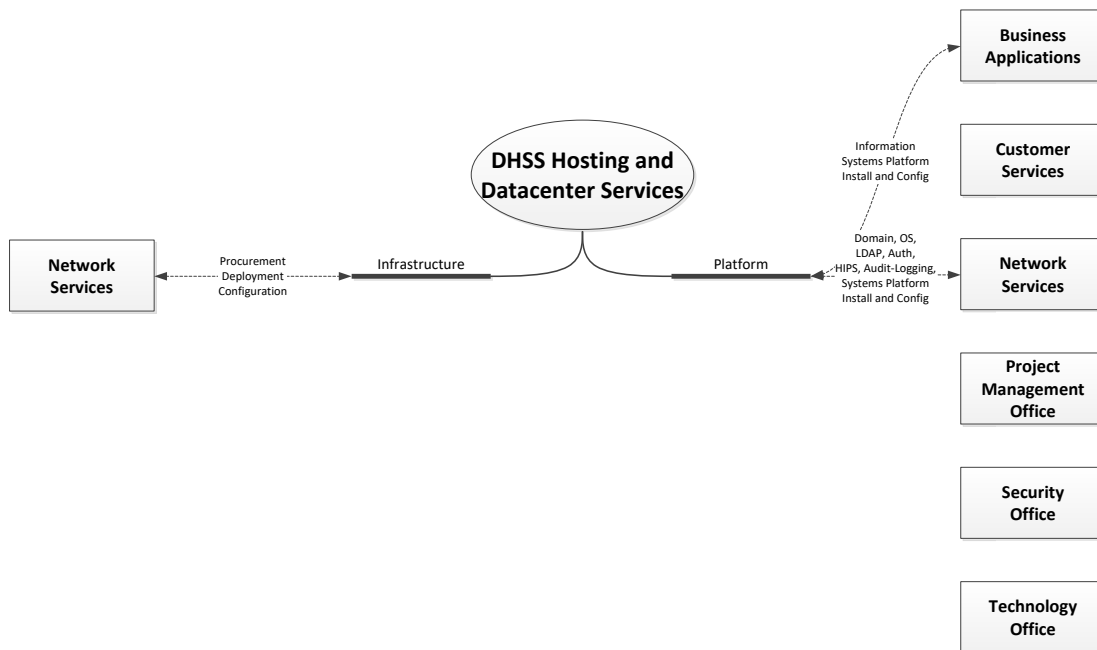 Business
Applications
DHSS Hosting and
Datacenter Services
Information
Systems Platform
Install and Config
Customer
Services
Network
Services
Procurement
Deployment
Configuration
Infrastructure
Platform
Domain, OS,
LDAP, Auth,
HIPS, Audit-Logging,
Systems Platform
Install and Config
Network
Services
Project
Management
Office
Security
Office
Technology
Office